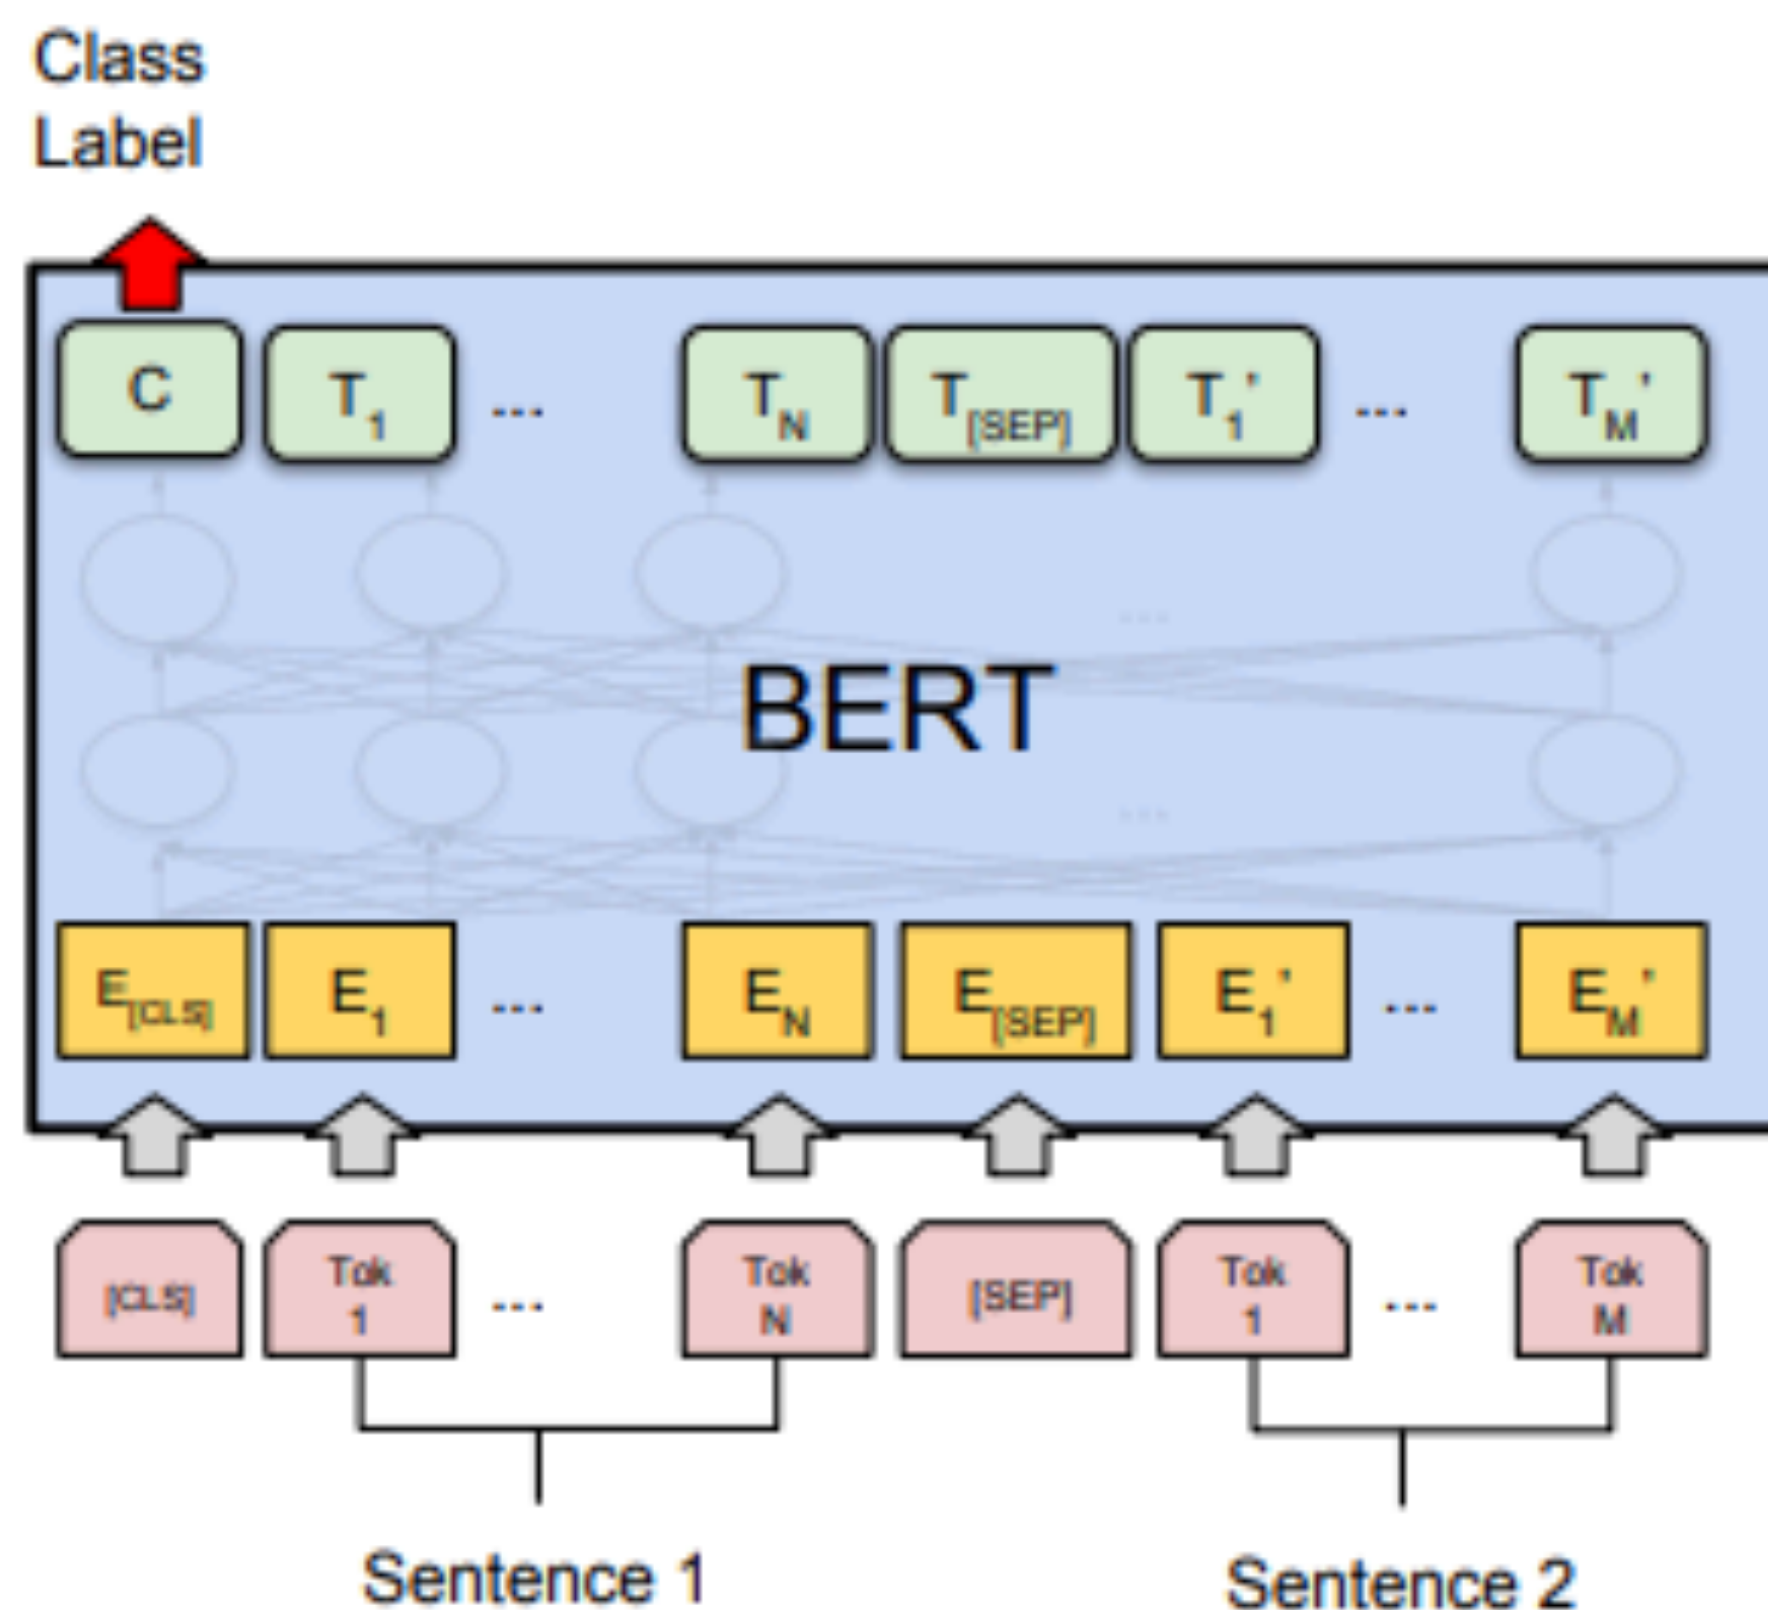 Class
Label
C T1 ... TN T[SEP] T1' ... TM'
...
BERT
...
E[CLS] E1 ... EN E[SEP] E1' ... EM'
[CLS] Tok 1 ... Tok N [SEP] Tok 1 ... Tok M
Sentence 1 Sentence 2